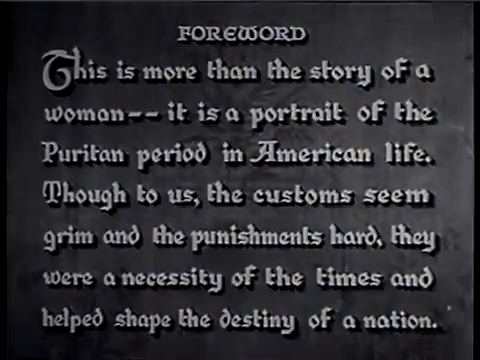 FOREWORD
This is more than the story of a
woman-- it is a portrait of the
Puritan period in American life.
Though to us, the customs seem
grim and the punishments hard, they
were a necessity of the times and
helped shape the destiny of a nation.